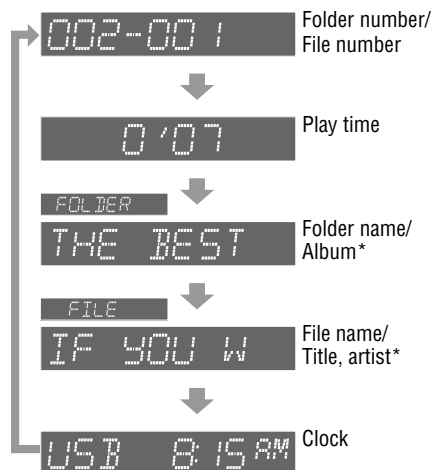 002-001
Folder number/
File number
0'07
Play time
FOLDER
THE BEST
Folder name/
Album*
FILE
IF YOU W
File name/
Title, artist*
USB 8:15 AM
Clock